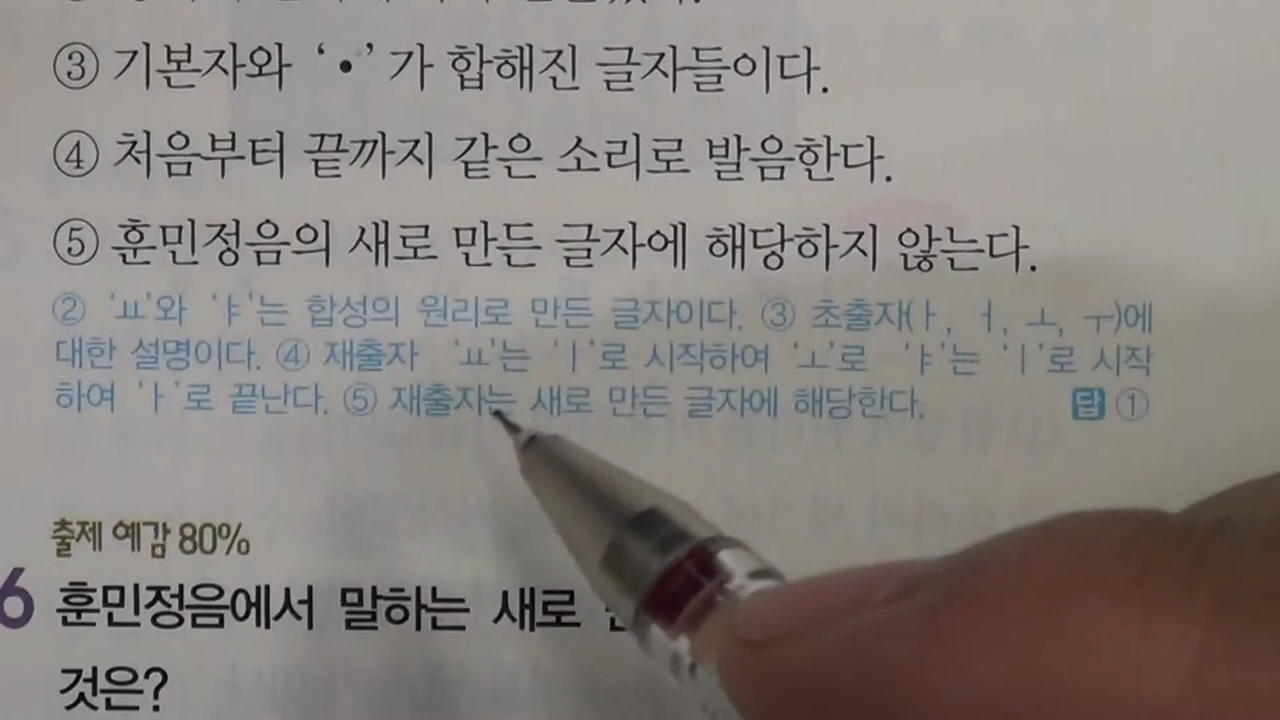 ③ 기본자와 ‘•’가 합해진 글자들이다.
④ 처음부터 끝까지 같은 소리로 발음한다.
⑤ 훈민정음의 새로 만든 글자에 해당하지 않는다.
② ‘ㅛ’와 ‘ㅑ’는 합성의 원리로 만든 글자이다. ③ 초출자(ㅏ, ㅓ, ㅗ, ㅜ)에
대한 설명이다. ④ 재출자 ‘ㅛ’는 ‘ㅣ’로 시작하여 ‘ㅗ’로 ‘ㅑ’는 ‘ㅣ’로 시작
하여 ‘ㅏ’로 끝난다. ⑤ 재출자는 새로 만든 글자에 해당한다. 답 ①
출제 예감 80%
6 훈민정음에서 말하는 새로
것은?